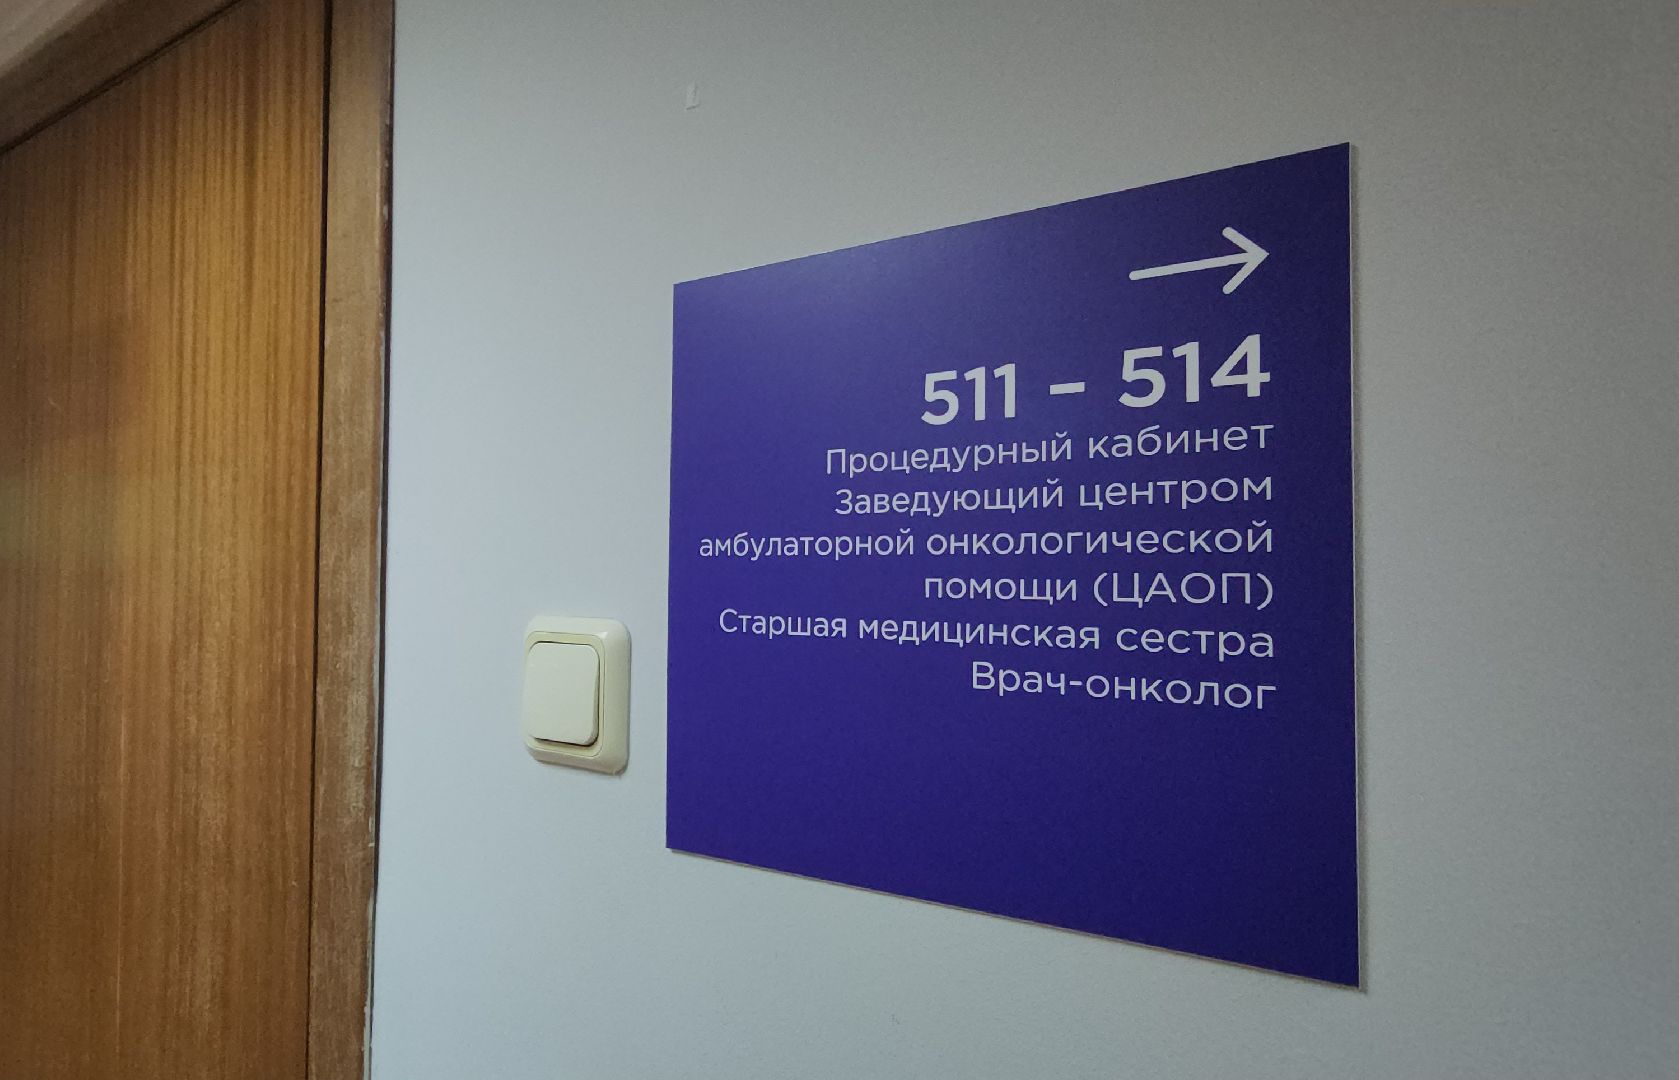 511 – 514
Процедурный кабинет
Заведующий центром
амбулаторной онкологической
помощи (ЦАОП)
Старшая медицинская сестра
Врач-онколог